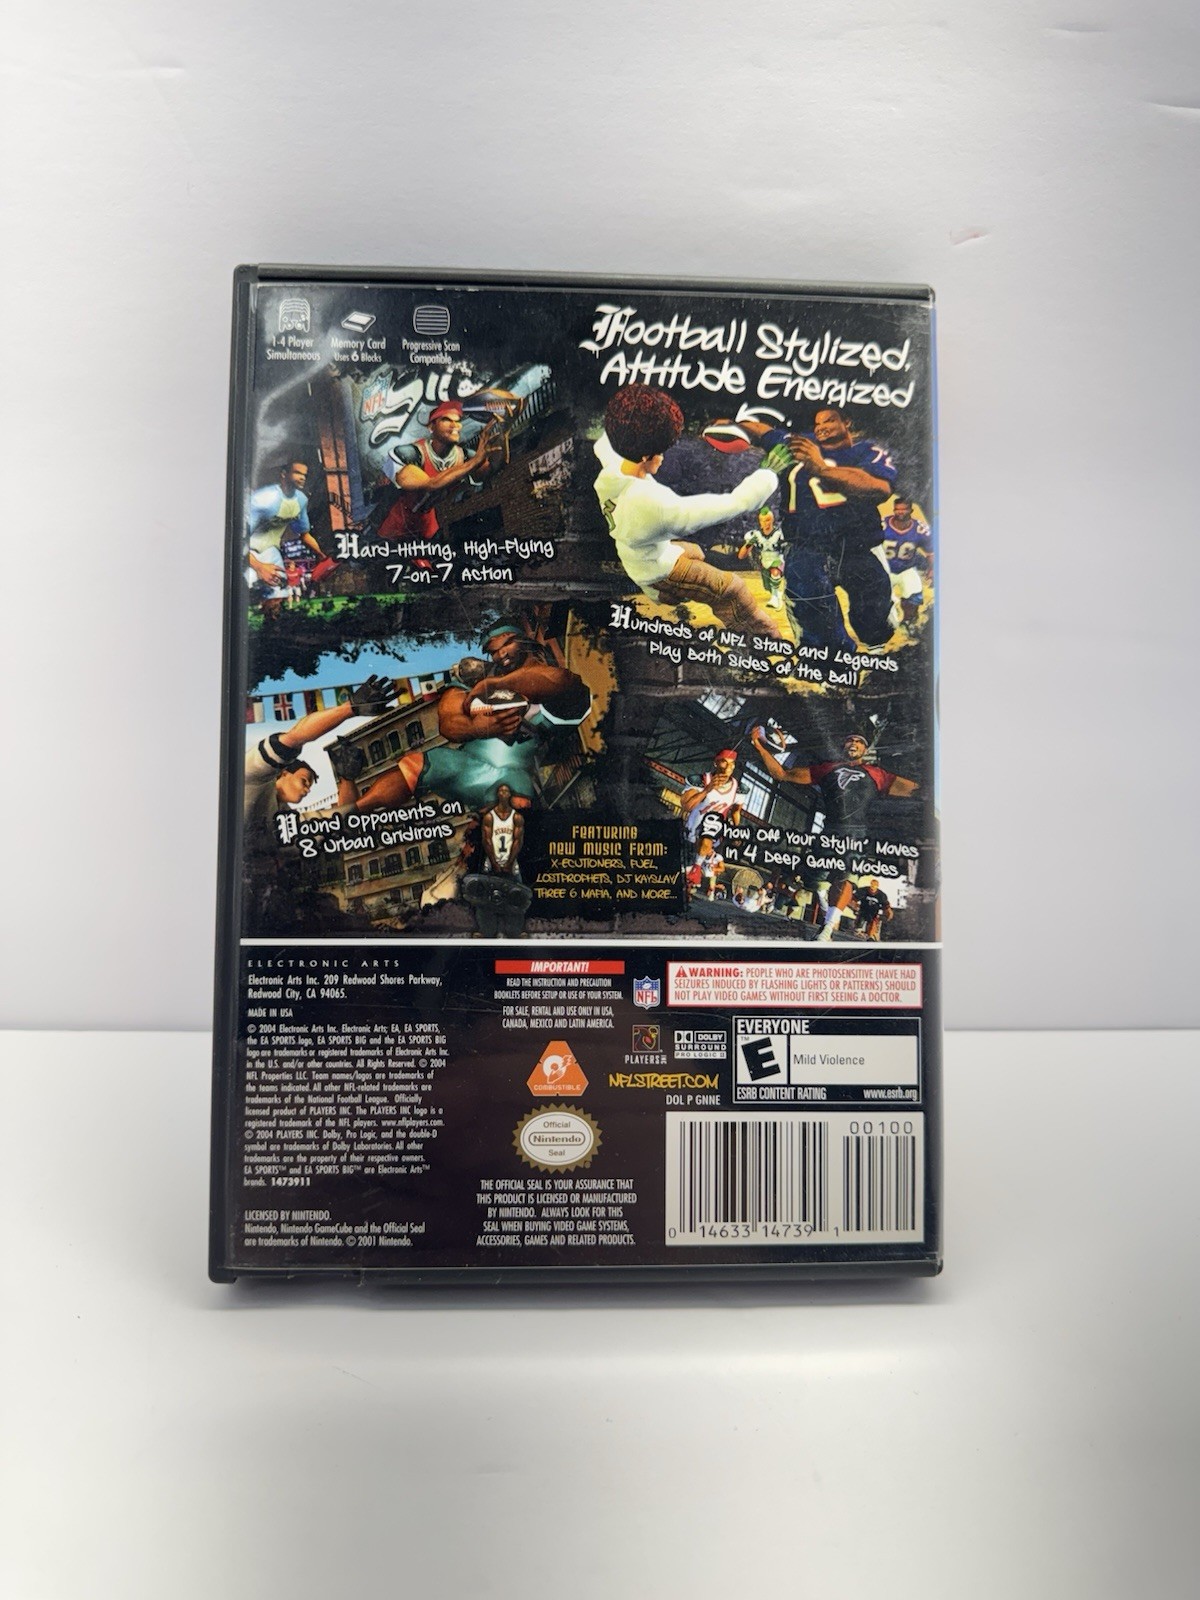 1-4 Player
Simultaneous
Memory Card
Uses 6 Blocks
Progressive Scan
Compatible
Football Stylized,
Attitude Energized
NFL
Hard-Hitting, High-Flying
7-on-7 Action
72
58
Hundreds of NFL Stars and Legends
Play Both Sides of the Ball
Pound Opponents on
8 Urban Gridirons
STREET
1
FEATURING
NEW MUSIC FROM:
X-ECUTIONERS, FUEL,
LOSTPROPHETS, DJ KAYSLAY
THREE 6 MAFIA, AND MORE...
Show Off Your Stylin' Moves
in 4 Deep Game Modes
ELECTRONIC ARTS
Electronic Arts Inc. 209 Redwood Shores Parkway,
Redwood City, CA 94065.
MADE IN USA
© 2004 Electronic Arts Inc. Electronic Arts, EA, EA SPORTS,
the EA SPORTS logo, EA SPORTS BIG and the EA SPORTS BIG
logo are trademarks or registered trademarks of Electronic Arts Inc.
in the U.S. and/or other countries. All Rights Reserved. © 2004
NFL Properties LLC. Team names/logos are trademarks of
the teams indicated. All other NFL-related trademarks are
trademarks of the National Football League. Officially
licensed product of PLAYERS INC. The PLAYERS INC logo is a
registered trademark of the NFL players. www.nflplayers.com.
© 2004 PLAYERS INC. Dolby, Pro Logic, and the double-D
symbol are trademarks of Dolby Laboratories. All other
trademarks are the property of their respective owners.
EA SPORTS™ and EA SPORTS BIG™ are Electronic Arts™
brands. 1473911
LICENSED BY NINTENDO.
Nintendo, Nintendo GameCube and the Official Seal
are trademarks of Nintendo. © 2001 Nintendo.
IMPORTANT!
READ THE INSTRUCTION AND PRECAUTION
BOOKLETS BEFORE SETUP OR USE OF YOUR SYSTEM.
FOR SALE, RENTAL AND USE ONLY IN USA,
CANADA, MEXICO AND LATIN AMERICA.
COMBUSTIBLE
Official
Nintendo
Seal
THE OFFICIAL SEAL IS YOUR ASSURANCE THAT
THIS PRODUCT IS LICENSED OR MANUFACTURED
BY NINTENDO. ALWAYS LOOK FOR THIS
SEAL WHEN BUYING VIDEO GAME SYSTEMS,
ACCESSORIES, GAMES AND RELATED PRODUCTS.
NFL
WARNING: PEOPLE WHO ARE PHOTOSENSITIVE (HAVE HAD
SEIZURES INDUCED BY FLASHING LIGHTS OR PATTERNS) SHOULD
NOT PLAY VIDEO GAMES WITHOUT FIRST SEEING A DOCTOR.
PLAYERS INC
DOLBY
SURROUND
PRO LOGIC II
NFLSTREET.COM
DOL P GNNE
EVERYONE
E
TM
Mild Violence
ESRB CONTENT RATING www.esrb.org
00100
0 14633 14739 1